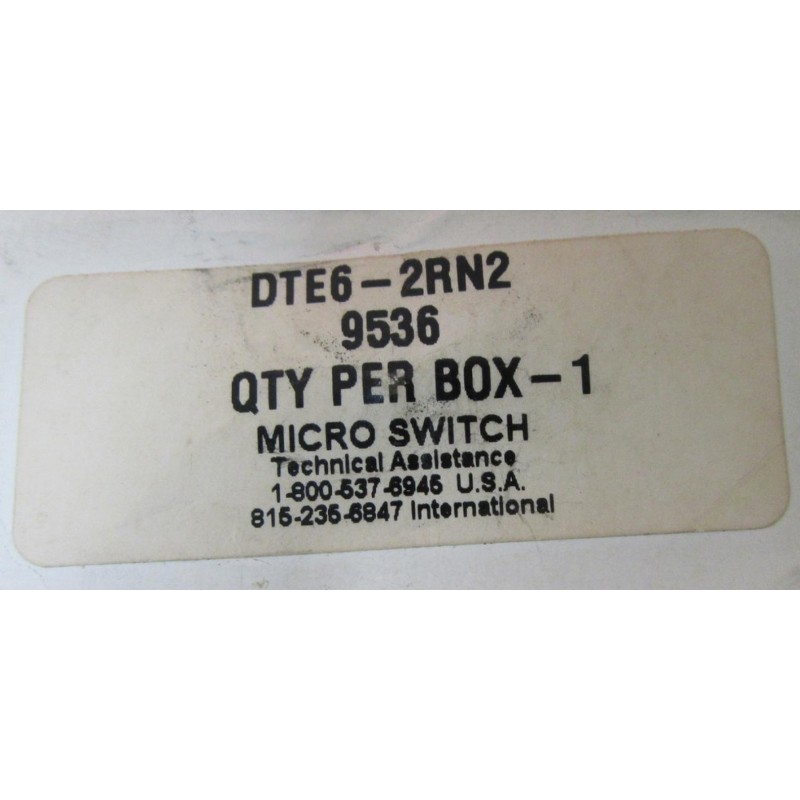 DTE6-2RN2
9536
QTY PER BOX-1
MICRO SWITCH
Technical Assistance
1-800-537-6945 U.S.A.
815-235-6847 International